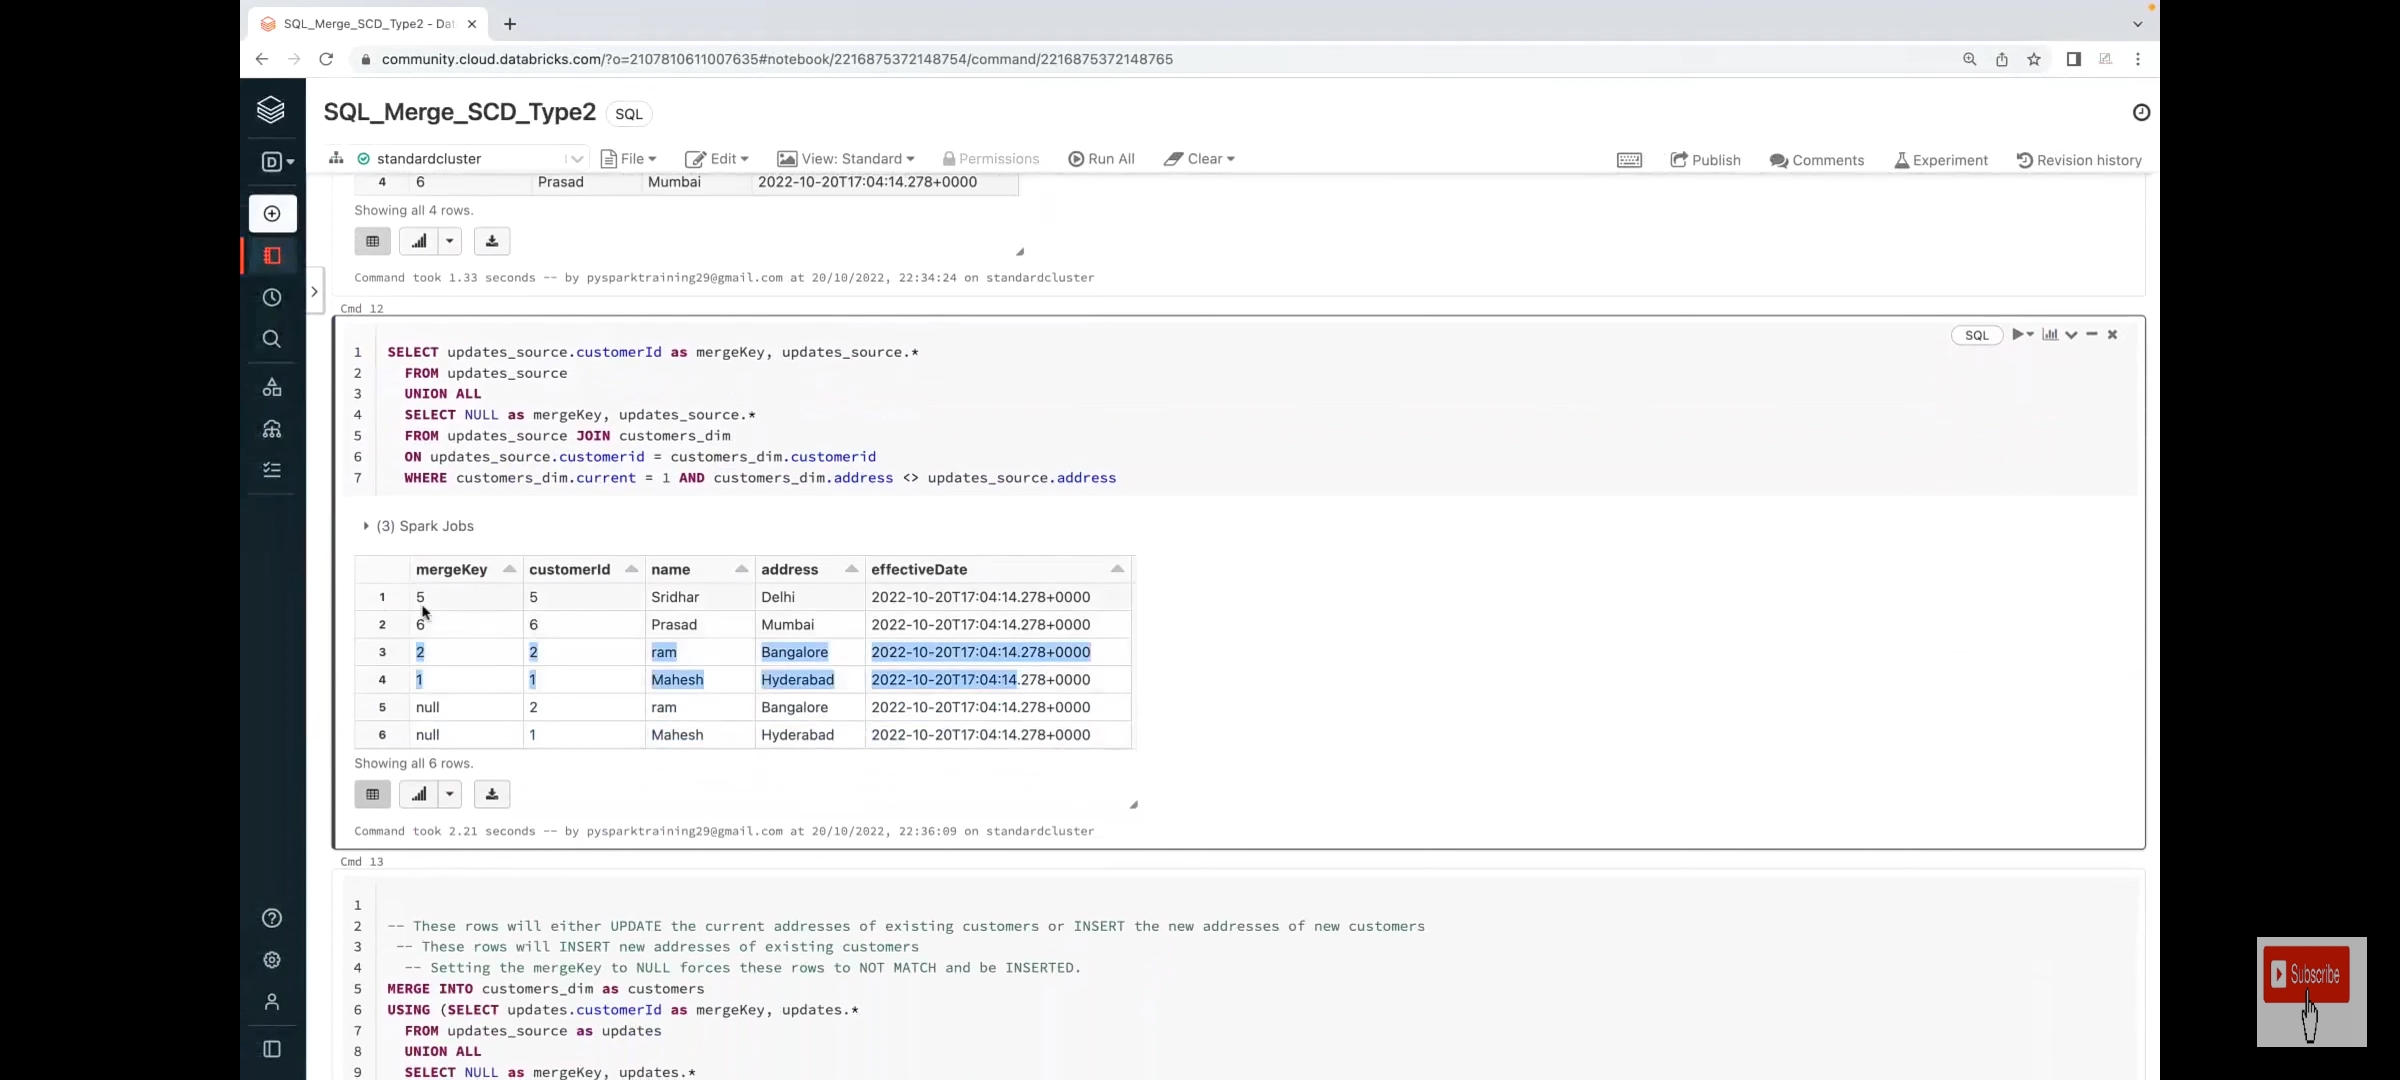 SQL_Merge_SCD_Type2 - Dat
community.cloud.databricks.com/?o=2107810611007635#notebook/2216875372148754/command/2216875372148765
SQL_Merge_SCD_Type2 SQL
D standardcluster File Edit View: Standard Permissions Run All Clear Publish Comments Experiment Revision history
4 6 Prasad Mumbai 2022-10-20T17:04:14.278+0000
Showing all 4 rows.
Command took 1.33 seconds -- by pysparktraining29@gmail.com at 20/10/2022, 22:34:24 on standardcluster
Cmd 12
SQL
1 SELECT updates_source.customerId as mergeKey, updates_source.*
2 FROM updates_source
3 UNION ALL
4 SELECT NULL as mergeKey, updates_source.*
5 FROM updates_source JOIN customers_dim
6 ON updates_source.customerid = customers_dim.customerid
7 WHERE customers_dim.current = 1 AND customers_dim.address <> updates_source.address
(3) Spark Jobs
mergeKey customerId name address effectiveDate
1 5 5 Sridhar Delhi 2022-10-20T17:04:14.278+0000
2 6 6 Prasad Mumbai 2022-10-20T17:04:14.278+0000
3 2 2 ram Bangalore 2022-10-20T17:04:14.278+0000
4 1 1 Mahesh Hyderabad 2022-10-20T17:04:14.278+0000
5 null 2 ram Bangalore 2022-10-20T17:04:14.278+0000
6 null 1 Mahesh Hyderabad 2022-10-20T17:04:14.278+0000
Showing all 6 rows.
Command took 2.21 seconds -- by pysparktraining29@gmail.com at 20/10/2022, 22:36:09 on standardcluster
Cmd 13
1
2 -- These rows will either UPDATE the current addresses of existing customers or INSERT the new addresses of new customers
3 -- These rows will INSERT new addresses of existing customers
4 -- Setting the mergeKey to NULL forces these rows to NOT MATCH and be INSERTED.
5 MERGE INTO customers_dim as customers
6 USING (SELECT updates.customerId as mergeKey, updates.*
7 FROM updates_source as updates
8 UNION ALL
9 SELECT NULL as mergeKey, updates.*
Subscribe